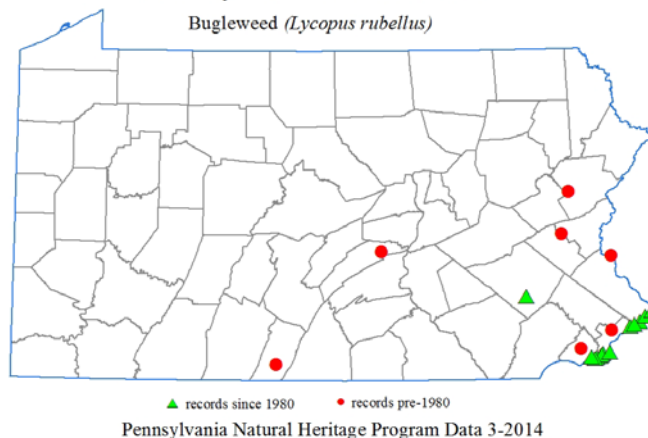 Bugleweed (Lycopus rubellus)
records since 1980 records pre-1980
Pennsylvania Natural Heritage Program Data 3-2014